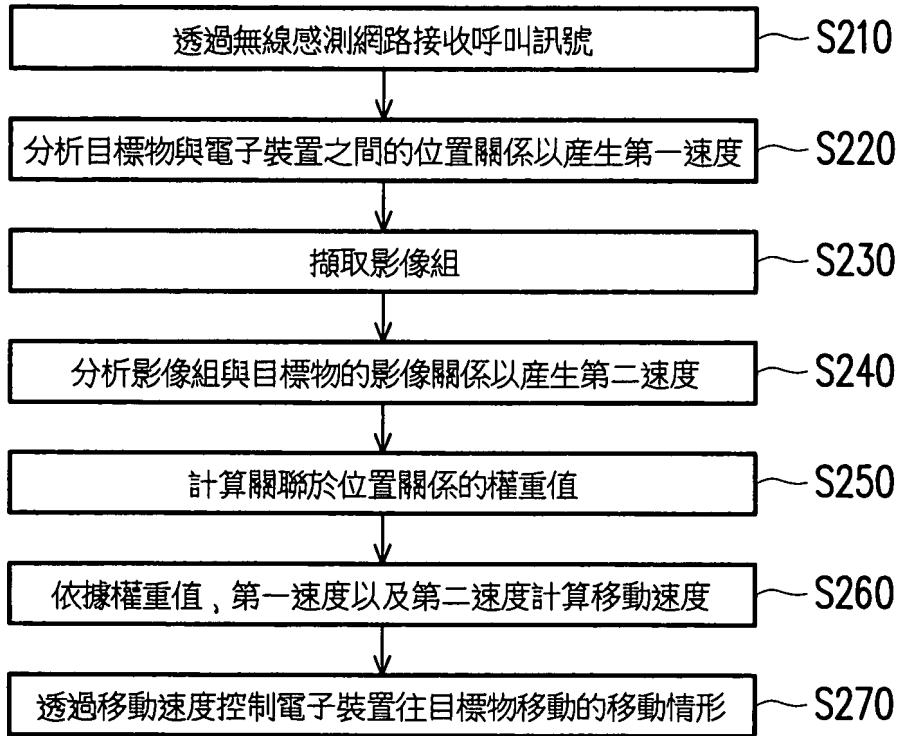 透過無線感測網路接收呼叫訊號 S210
分析目標物與電子裝置之間的位置關係以產生第一速度 S220
擷取影像組 S230
分析影像組與目標物的影像關係以產生第二速度 S240
計算關聯於位置關係的權重值 S250
依據權重值、第一速度以及第二速度計算移動速度 S260
透過移動速度控制電子裝置往目標物移動的移動情形 S270